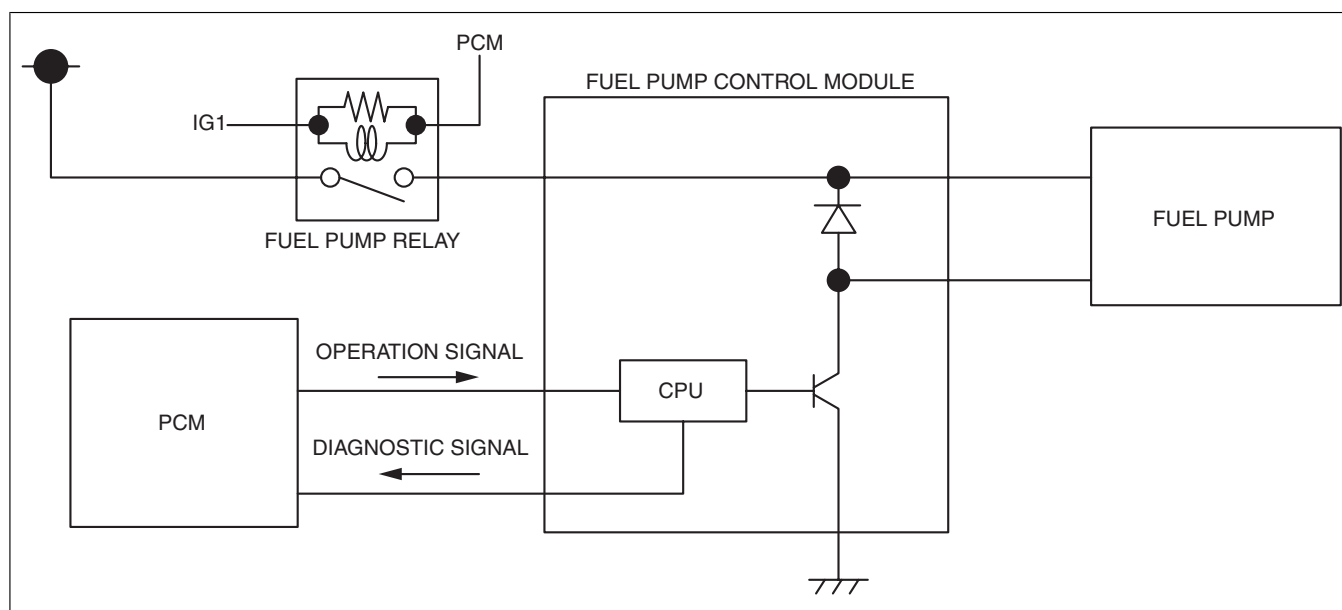 PCM
FUEL PUMP CONTROL MODULE
IG1
FUEL PUMP RELAY
FUEL PUMP
OPERATION SIGNAL
CPU
PCM
DIAGNOSTIC SIGNAL